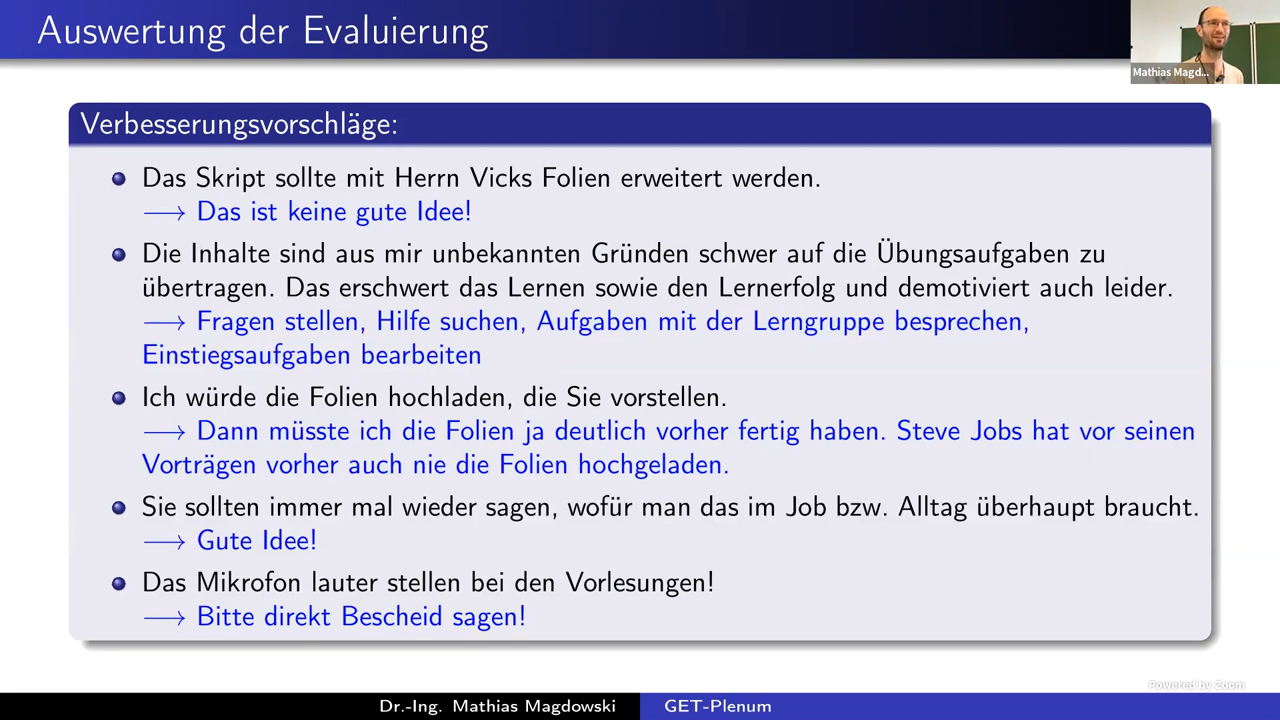 Auswertung der Evaluierung
Mathias Magd...
Verbesserungsvorschläge:
Das Skript sollte mit Herrn Vicks Folien erweitert werden.
⟶ Das ist keine gute Idee!
Die Inhalte sind aus mir unbekannten Gründen schwer auf die Übungsaufgaben zu
übertragen. Das erschwert das Lernen sowie den Lernerfolg und demotiviert auch leider.
⟶ Fragen stellen, Hilfe suchen, Aufgaben mit der Lerngruppe besprechen,
Einstiegsaufgaben bearbeiten
Ich würde die Folien hochladen, die Sie vorstellen.
⟶ Dann müsste ich die Folien ja deutlich vorher fertig haben. Steve Jobs hat vor seinen
Vorträgen vorher auch nie die Folien hochgeladen.
Sie sollten immer mal wieder sagen, wofür man das im Job bzw. Alltag überhaupt braucht.
⟶ Gute Idee!
Das Mikrofon lauter stellen bei den Vorlesungen!
⟶ Bitte direkt Bescheid sagen!
Powered by Zoom
Dr.-Ing. Mathias Magdowski GET-Plenum